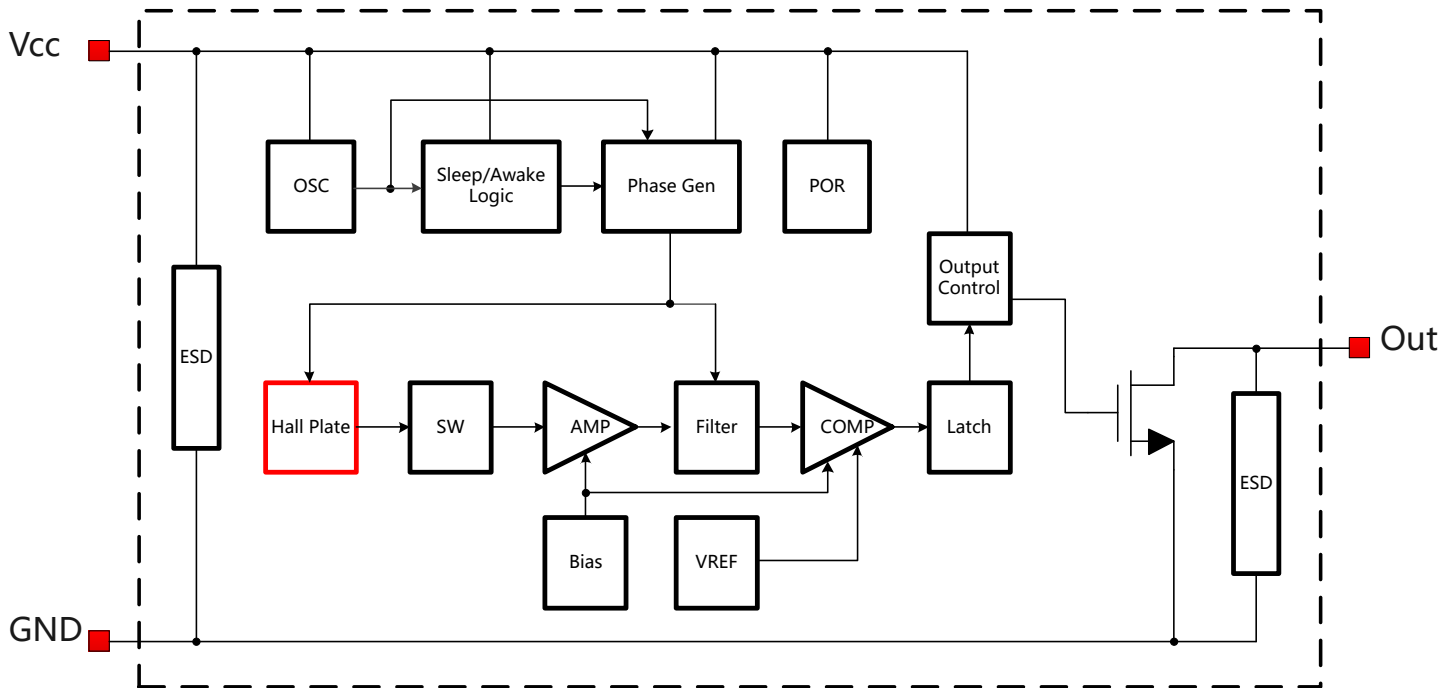 Vcc
OSC
Sleep/Awake
Logic
Phase Gen
POR
Output
Control
ESD
Out
Hall Plate
SW
AMP
Filter
COMP
Latch
ESD
Bias
VREF
GND